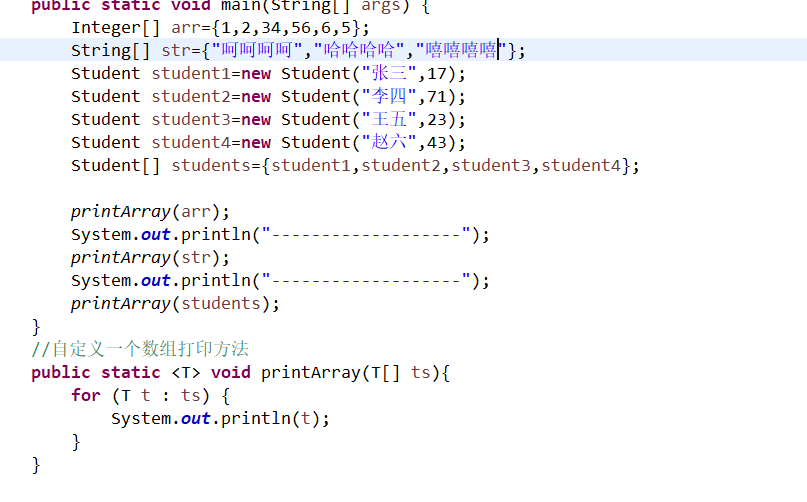 public static void main(String[] args) {
    Integer[] arr={1,2,34,56,6,5};
    String[] str={"呵呵呵呵","哈哈哈哈","嘻嘻嘻嘻"};
    Student student1=new Student("张三",17);
    Student student2=new Student("李四",71);
    Student student3=new Student("王五",23);
    Student student4=new Student("赵六",43);
    Student[] students={student1,student2,student3,student4};

    printArray(arr);
    System.out.println("-------------------");
    printArray(str);
    System.out.println("-------------------");
    printArray(students);
}
//自定义一个数组打印方法
public static <T> void printArray(T[] ts){
    for (T t : ts) {
        System.out.println(t);
    }
}